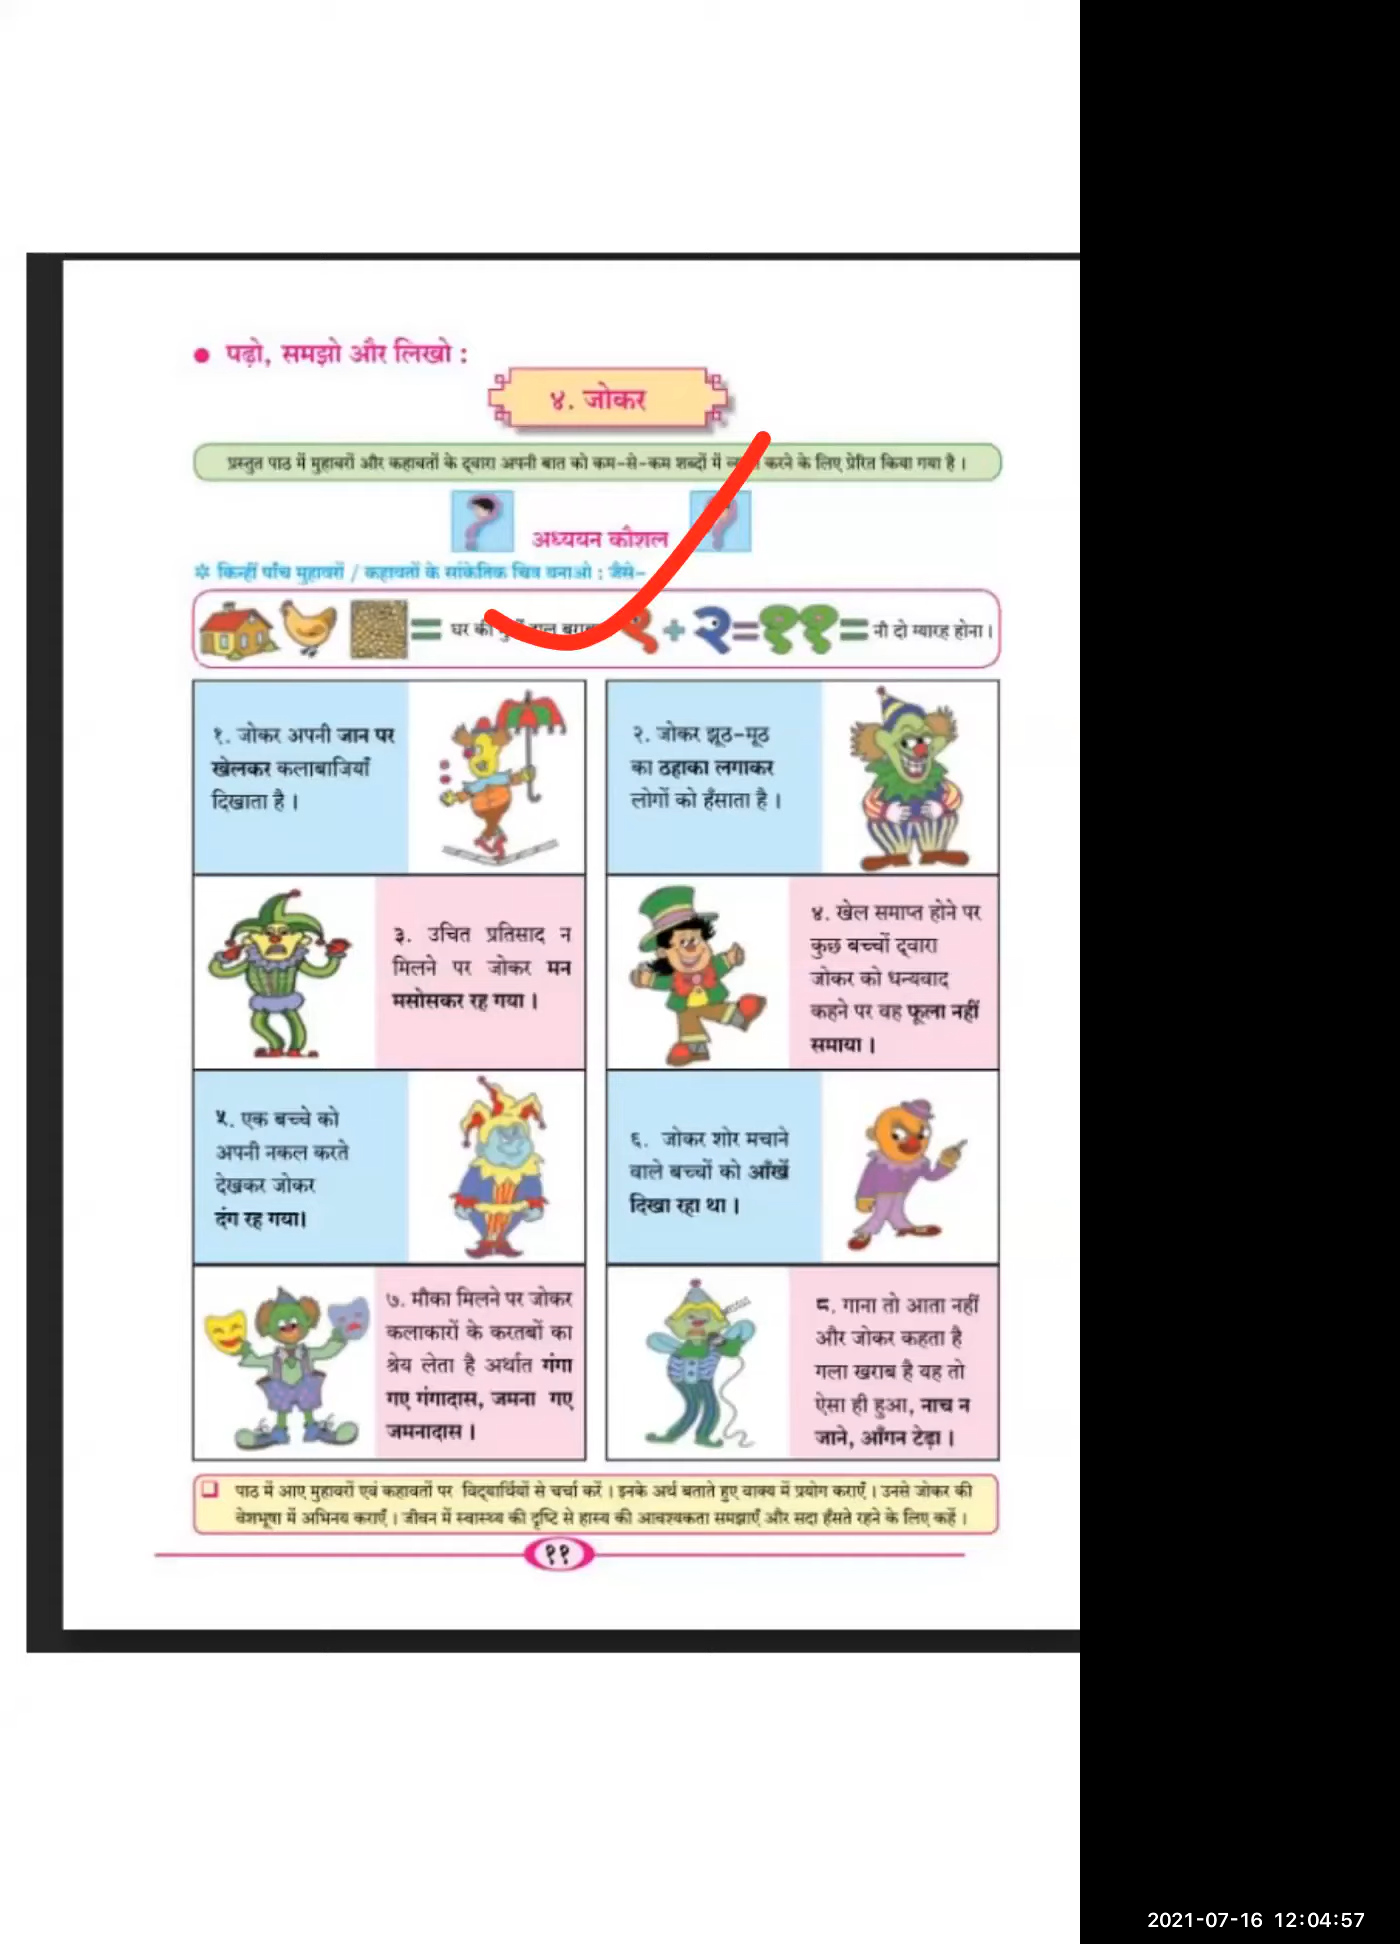 पढ़ो, समझो और लिखो :
४. जोकर
प्रस्तुत पाठ में मुहावरों और कहावतों के द्वारा अपनी बात को कम-से-कम शब्दों में करने के लिए प्रेरित किया गया है ।
अध्ययन कौशल
* किन्हीं पाँच मुहावरों / कहावतों के सांकेतिक चित्र बनाओ : जैसे-
= घर की दाल ९ + २ = ११ = नौ दो ग्यारह होना ।
१. जोकर अपनी जान पर
खेलकर कलाबाजियाँ
दिखाता है ।
२. जोकर झूठ-मूठ
का ठहाका लगाकर
लोगों को हँसाता है ।
३. उचित प्रतिसाद न
मिलने पर जोकर मन
मसोसकर रह गया ।
४. खेल समाप्त होने पर
कुछ बच्चों द्वारा
जोकर को धन्यवाद
कहने पर वह फूला नहीं
समाया ।
५. एक बच्चे को
अपनी नकल करते
देखकर जोकर
दंग रह गया।
६. जोकर शोर मचाने
वाले बच्चों को आँखें
दिखा रहा था ।
७. मौका मिलने पर जोकर
कलाकारों के करतबों का
श्रेय लेता है अर्थात गंगा
गए गंगादास, जमना गए
जमनादास ।
८. गाना तो आता नहीं
और जोकर कहता है
गला खराब है यह तो
ऐसा ही हुआ, नाच न
जाने, आँगन टेढ़ा ।
पाठ में आए मुहावरों एवं कहावतों पर विद्यार्थियों से चर्चा करें । इनके अर्थ बताते हुए वाक्य में प्रयोग कराएँ । उनसे जोकर की
वेशभूषा में अभिनय कराएँ । जीवन में स्वास्थ्य की दृष्टि से हास्य की आवश्यकता समझाएँ और सदा हँसते रहने के लिए कहें ।
११
2021-07-16 12:04:57